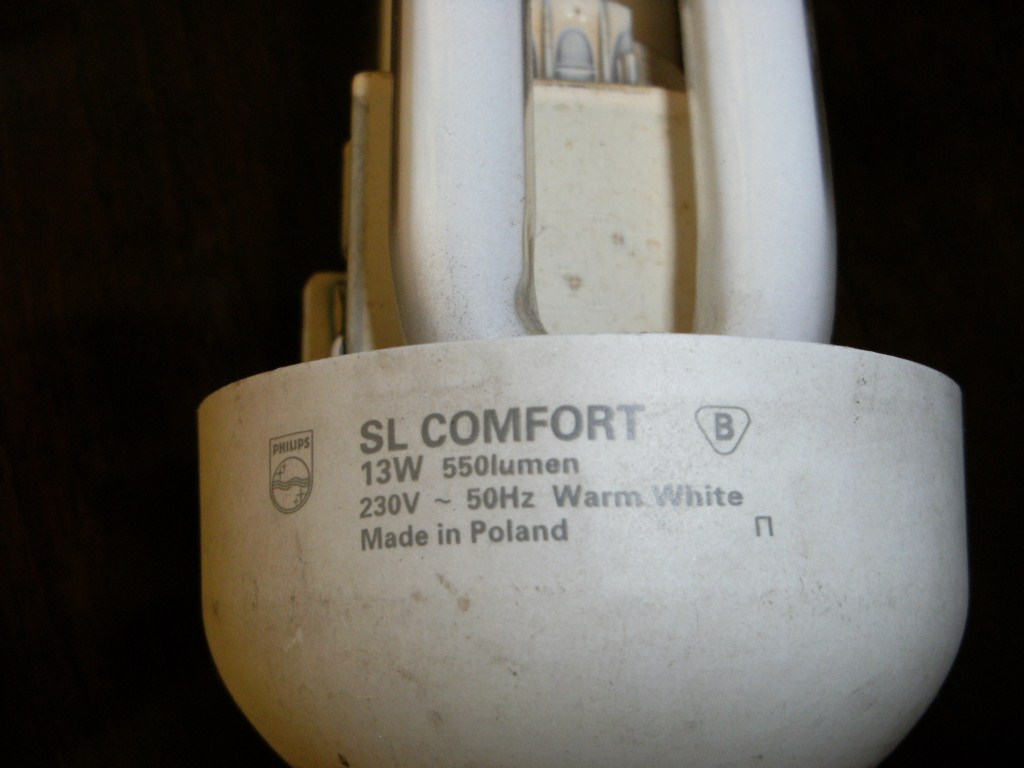 PHILIPS
SL COMFORT
B
13W 550lumen
230V ~ 50Hz Warm White
Made in Poland
П